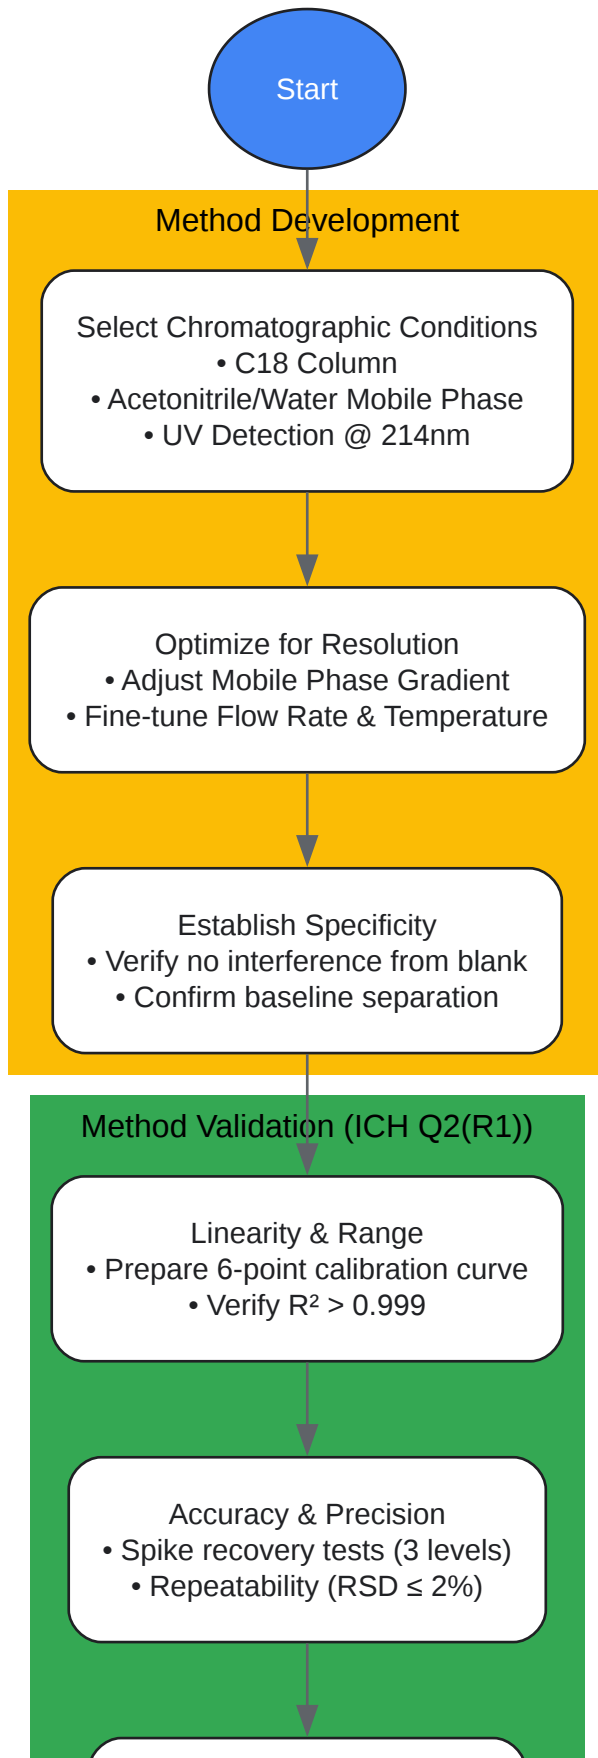 Start
Method Development
Select Chromatographic Conditions
• C18 Column
• Acetonitrile/Water Mobile Phase
• UV Detection @ 214nm
Optimize for Resolution
• Adjust Mobile Phase Gradient
• Fine-tune Flow Rate & Temperature
Establish Specificity
• Verify no interference from blank
• Confirm baseline separation
Method Validation (ICH Q2(R1))
Linearity & Range
• Prepare 6-point calibration curve
• Verify R² > 0.999
Accuracy & Precision
• Spike recovery tests (3 levels)
• Repeatability (RSD ≤ 2%)